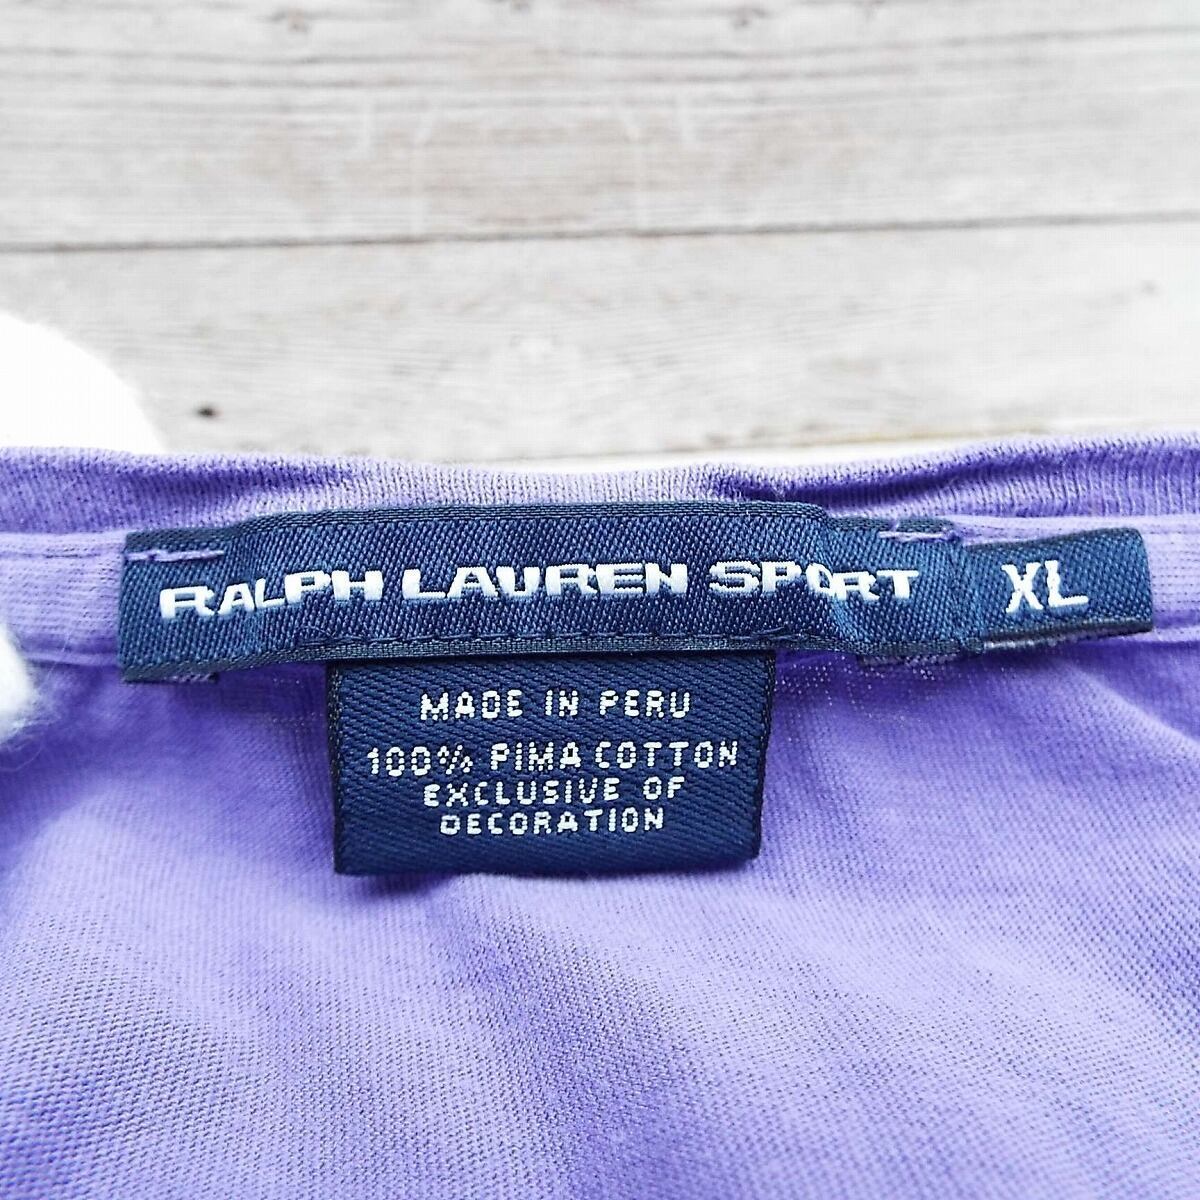 RALPH LAUREN SPORT XL
MADE IN PERU
100% PIMA COTTON
EXCLUSIVE OF
DECORATION